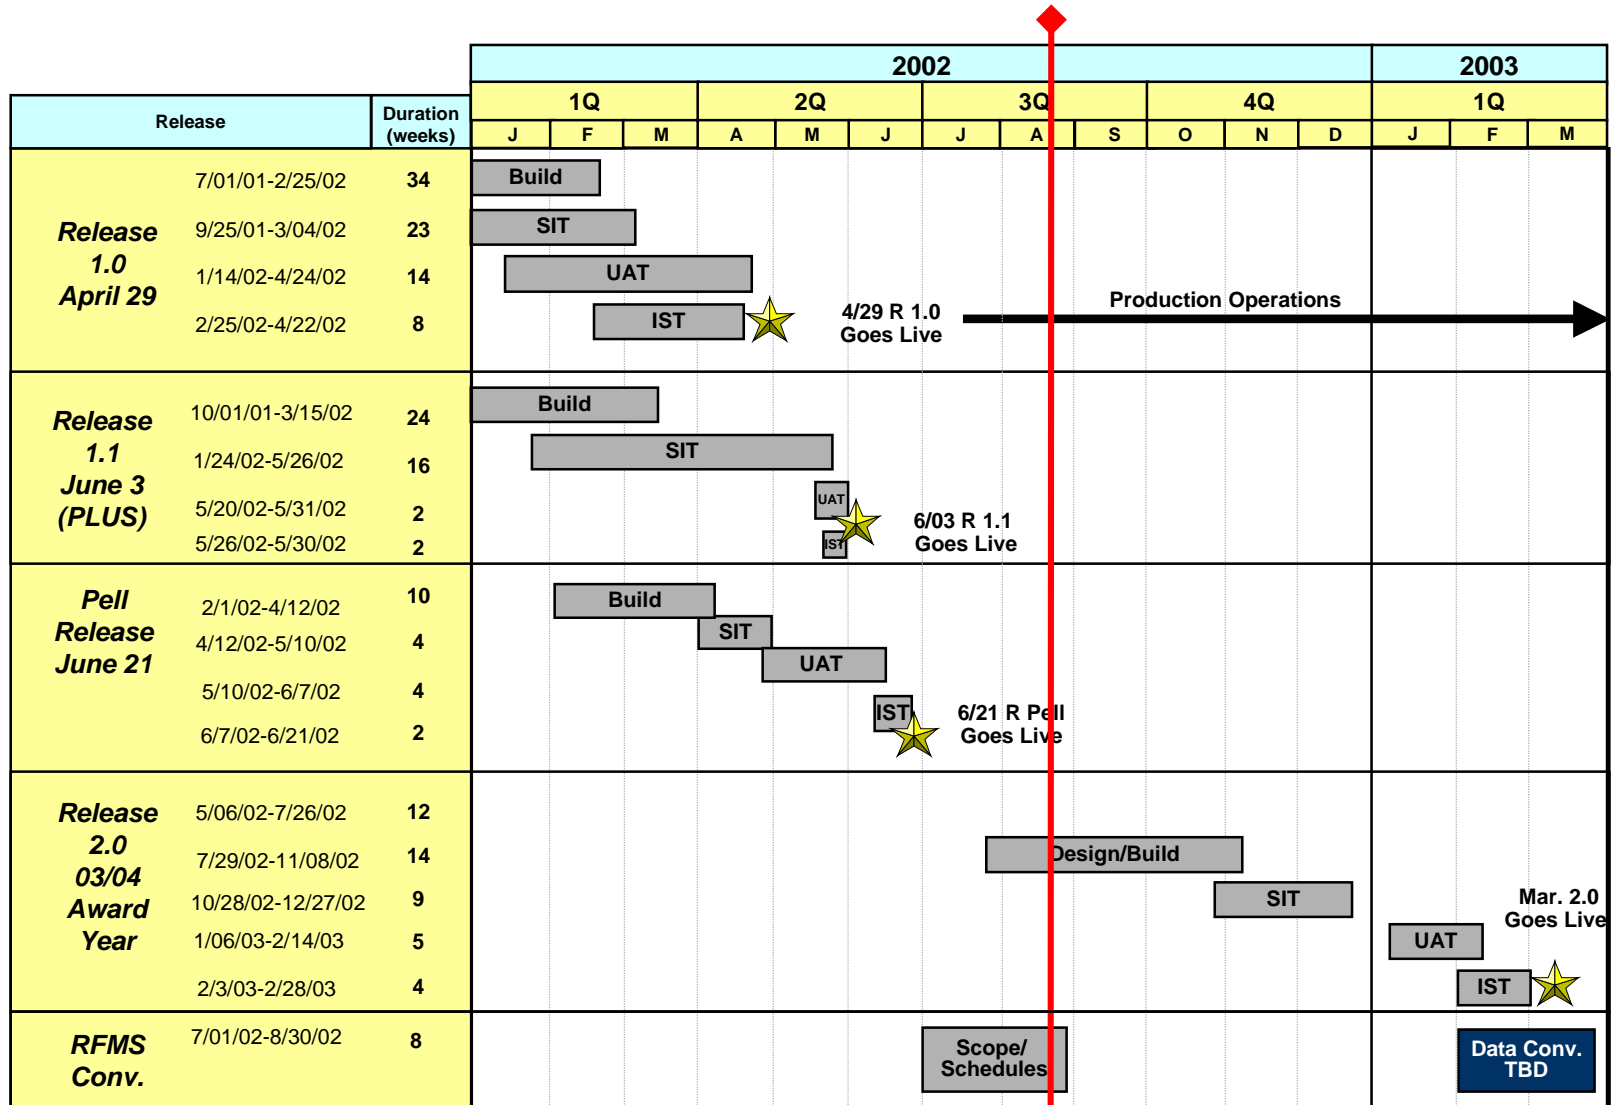 2002
2003
Release
Duration
(weeks)
1Q
2Q
3Q
4Q
1Q
J
F
M
A
M
J
J
A
S
O
N
D
J
F
M
Release
1.0
April 29
7/01/01-2/25/02
34
Build
9/25/01-3/04/02
23
SIT
1/14/02-4/24/02
14
UAT
2/25/02-4/22/02
8
IST
4/29 R 1.0
Goes Live
Production Operations
Release
1.1
June 3
(PLUS)
10/01/01-3/15/02
24
Build
1/24/02-5/26/02
16
SIT
5/20/02-5/31/02
2
UAT
5/26/02-5/30/02
2
IST
6/03 R 1.1
Goes Live
Pell
Release
June 21
2/1/02-4/12/02
10
Build
4/12/02-5/10/02
4
SIT
UAT
5/10/02-6/7/02
4
IST
6/7/02-6/21/02
2
6/21 R Pell
Goes Live
Release
2.0
03/04
Award
Year
5/06/02-7/26/02
12
7/29/02-11/08/02
14
Design/Build
10/28/02-12/27/02
9
SIT
1/06/03-2/14/03
5
UAT
2/3/03-2/28/03
4
IST
Mar. 2.0
Goes Live
RFMS
Conv.
7/01/02-8/30/02
8
Scope/
Schedules
Data Conv.
TBD